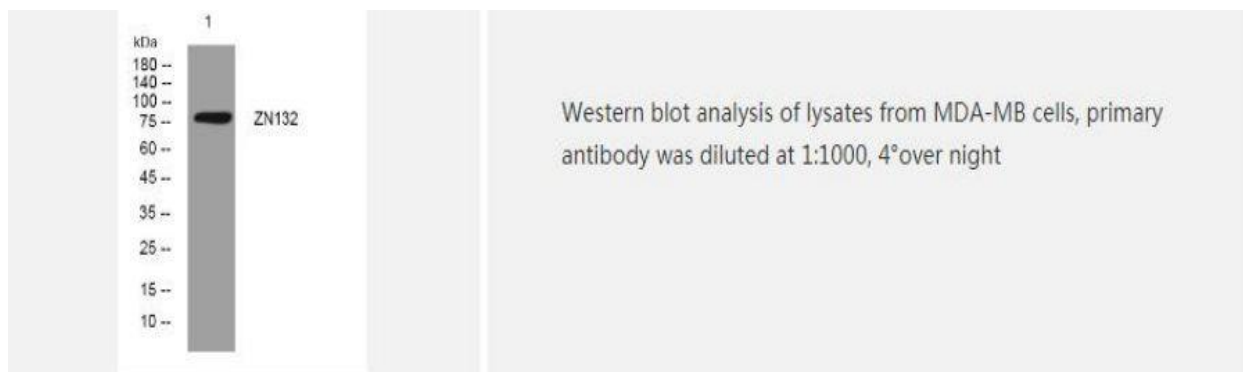 1
kDa
180 --
140 --
100 --
75 --
ZN132
60 --
45 --
35 --
25 --
15 --
10 --
Western blot analysis of lysates from MDA-MB cells, primary
antibody was diluted at 1:1000, 4°over night